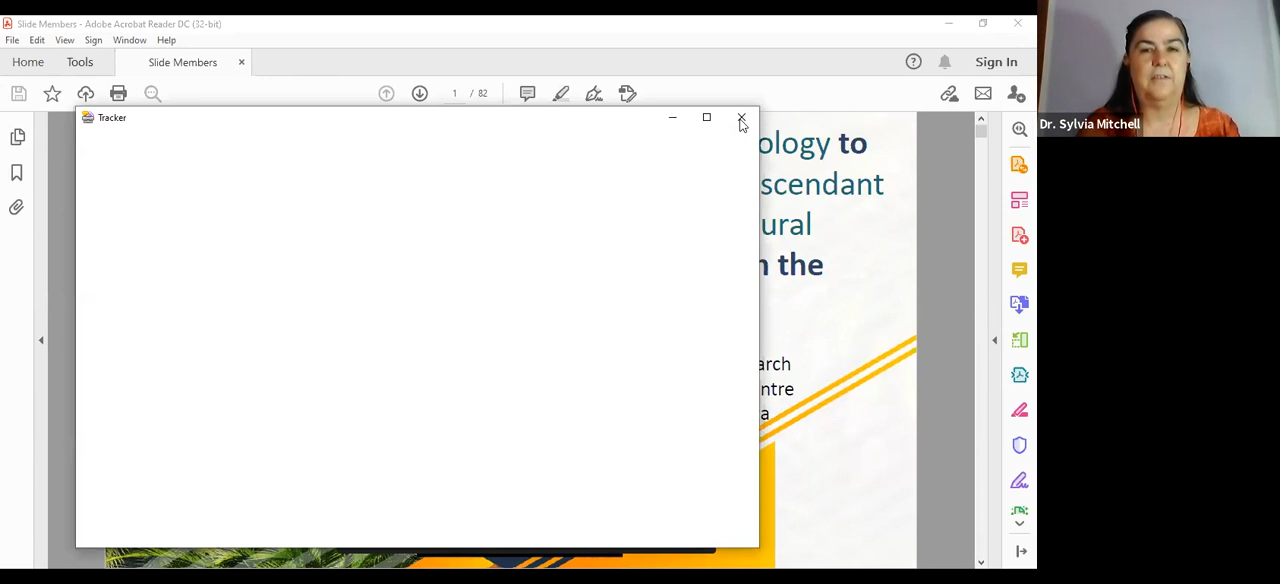 Slide Members - Adobe Acrobat Reader DC (32-bit)
File Edit View Sign Window Help
Home Tools Slide Members
Sign In
1 / 82
Tracker
Dr. Sylvia Mitchell
ology to
scendant
ural
the
arch
ntre
a